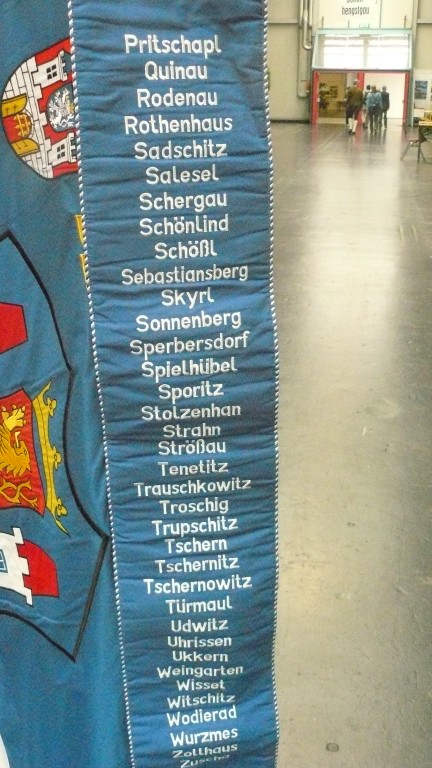 hengstgau
Pritschapl
Quinau
Rodenau
Rothenhaus
Sadschitz
Salesel
Schergau
Schönlind
Schößl
Sebastiansberg
Skyrl
Sonnenberg
Sperbersdorf
Spielhübel
Sporitz
Stolzenhan
Strahn
Strößau
Tenetitz
Trauschkowitz
Troschig
Trupschitz
Tschern
Tschernitz
Tschernowitz
Türmaul
Udwitz
Uhrissen
Ukkern
Weingarten
Wisset
Witschitz
Wodierad
Wurzmes
Zollhaus